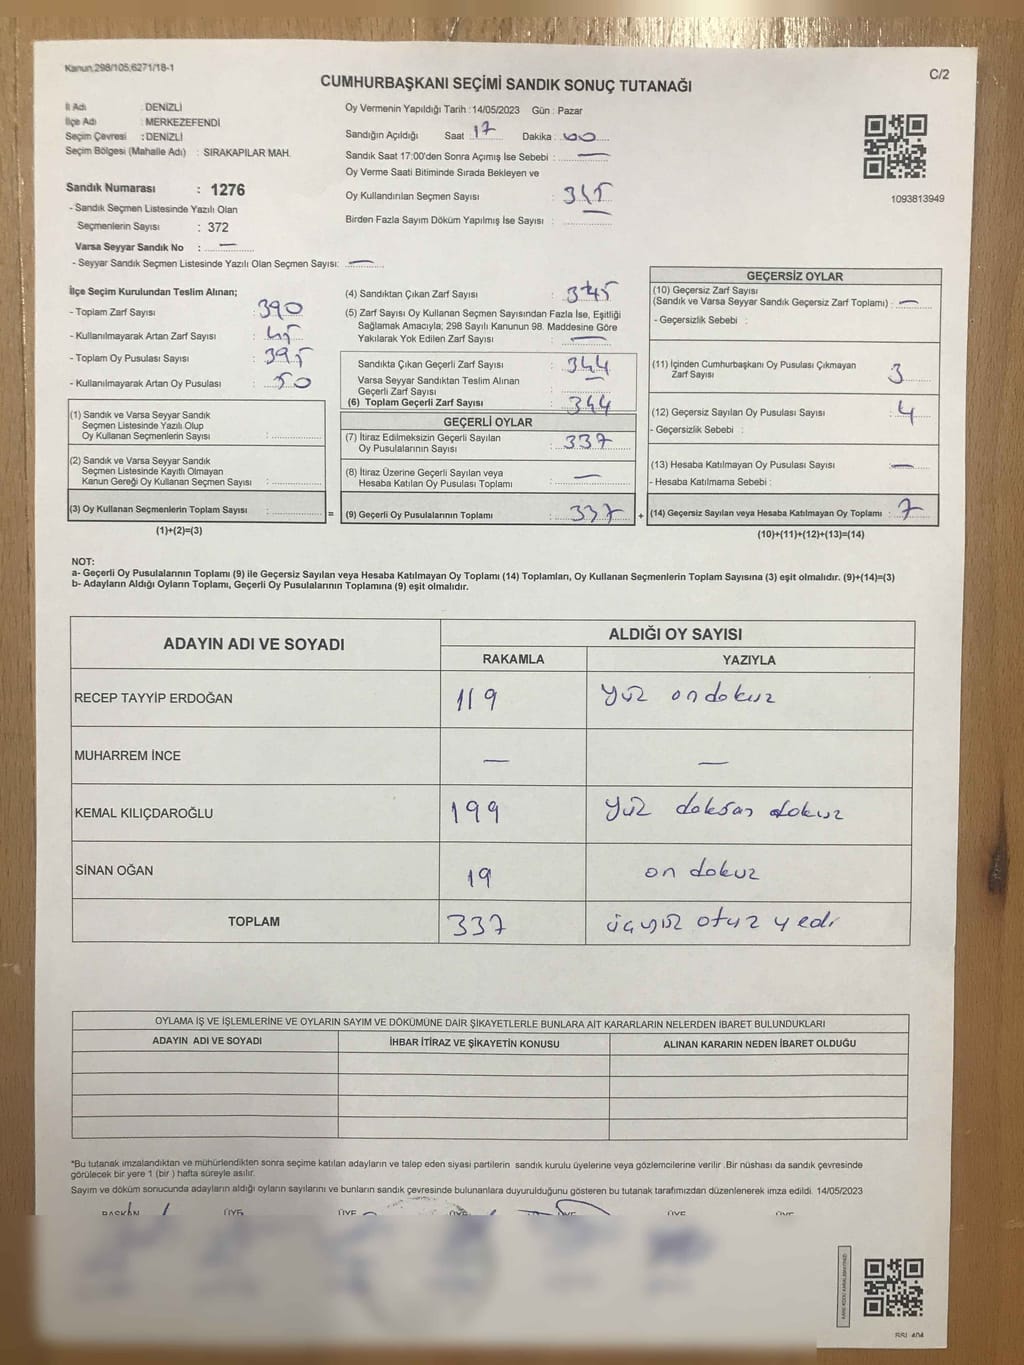 Kanun.298/105;6271/18-1
C/2
CUMHURBAŞKANI SEÇİMİ SANDIK SONUÇ TUTANAĞI
İl Adı : DENİZLİ
İlçe Adı : MERKEZEFENDİ
Seçim Çevresi : DENİZLİ
Seçim Bölgesi (Mahalle Adı) : SIRAKAPILAR MAH.
Sandık Numarası : 1276
- Sandık Seçmen Listesinde Yazılı Olan
Seçmenlerin Sayısı : 372
Varsa Seyyar Sandık No : —
- Seyyar Sandık Seçmen Listesinde Yazılı Olan Seçmen Sayısı: —
Oy Vermenin Yapıldığı Tarih : 14/05/2023 Gün : Pazar
Sandığın Açıldığı Saat : 17 Dakika : 00
Sandık Saat 17:00'den Sonra Açımış İse Sebebi : —
Oy Verme Saati Bitiminde Sırada Bekleyen ve
Oy Kullandırılan Seçmen Sayısı : 345
Birden Fazla Sayım Döküm Yapılmış İse Sayısı : —
1093813949
İlçe Seçim Kurulundan Teslim Alınan;
- Toplam Zarf Sayısı : 390
- Kullanılmayarak Artan Zarf Sayısı : 45
- Toplam Oy Pusulası Sayısı : 395
- Kullanılmayarak Artan Oy Pusulası : 50
(1) Sandık ve Varsa Seyyar Sandık
Seçmen Listesinde Yazılı Olup
Oy Kullanan Seçmenlerin Sayısı :
(2) Sandık ve Varsa Seyyar Sandık
Seçmen Listesinde Kayıtlı Olmayan
Kanun Gereği Oy Kullanan Seçmen Sayısı :
(3) Oy Kullanan Seçmenlerin Toplam Sayısı : =
(1)+(2)=(3)
(4) Sandıktan Çıkan Zarf Sayısı : 345
(5) Zarf Sayısı Oy Kullanan Seçmen Sayısından Fazla İse, Eşitliği
Sağlamak Amacıyla; 298 Sayılı Kanunun 98. Maddesine Göre
Yakılarak Yok Edilen Zarf Sayısı : —
Sandıkta Çıkan Geçerli Zarf Sayısı : 344
Varsa Seyyar Sandıktan Teslim Alınan
Geçerli Zarf Sayısı : —
(6) Toplam Geçerli Zarf Sayısı : 344
GEÇERLİ OYLAR
(7) İtiraz Edilmeksizin Geçerli Sayılan
Oy Pusulalarının Sayısı : 337
(8) İtiraz Üzerine Geçerli Sayılan veya
Hesaba Katılan Oy Pusulası Toplamı : —
(9) Geçerli Oy Pusulalarının Toplamı : 337 +
GEÇERSİZ OYLAR
(10) Geçersiz Zarf Sayısı
(Sandık ve Varsa Seyyar Sandık Geçersiz Zarf Toplamı) : —
- Geçersizlik Sebebi :
(11) İçinden Cumhurbaşkanı Oy Pusulası Çıkmayan
Zarf Sayısı 3
(12) Geçersiz Sayılan Oy Pusulası Sayısı : 4
- Geçersizlik Sebebi :
(13) Hesaba Katılmayan Oy Pusulası Sayısı : —
- Hesaba Katılmama Sebebi :
(14) Geçersiz Sayılan veya Hesaba Katılmayan Oy Toplamı : 7
(10)+(11)+(12)+(13)=(14)
NOT:
a- Geçerli Oy Pusulalarının Toplamı (9) ile Geçersiz Sayılan veya Hesaba Katılmayan Oy Toplamı (14) Toplamları, Oy Kullanan Seçmenlerin Toplam Sayısına (3) eşit olmalıdır. (9)+(14)=(3)
b- Adayların Aldığı Oyların Toplamı, Geçerli Oy Pusulalarının Toplamına (9) eşit olmalıdır.
ADAYIN ADI VE SOYADI ALDIĞI OY SAYISI
RAKAMLA YAZIYLA
RECEP TAYYİP ERDOĞAN 119 yüz on dokuz
MUHARREM İNCE — —
KEMAL KILIÇDAROĞLU 199 yüz doksan dokuz
SİNAN OĞAN 19 on dokuz
TOPLAM 337 üçyüz otuz yedi
OYLAMA İŞ VE İŞLEMLERİNE VE OYLARIN SAYIM VE DÖKÜMÜNE DAİR ŞİKAYETLERLE BUNLARA AİT KARARLARIN NELERDEN İBARET BULUNDUKLARI
ADAYIN ADI VE SOYADI İHBAR İTİRAZ VE ŞİKAYETİN KONUSU ALINAN KARARIN NEDEN İBARET OLDUĞU
*Bu tutanak imzalandıktan ve mühürlendikten sonra seçime katılan adayların ve talep eden siyasi partilerin sandık kurulu üyelerine veya gözlemcilerine verilir .Bir nüshası da sandık çevresinde
görülecek bir yere 1 (bir ) hafta süreyle asılır.
Sayım ve döküm sonucunda adayların aldığı oyların sayılarını ve bunların sandık çevresinde bulunanlara duyurulduğunu gösteren bu tutanak tarafımızdan düzenlenerek imza edildi. 14/05/2023
BAŞKAN ÜYE ÜYE ÜYE ÜYE ÜYE ÜYE